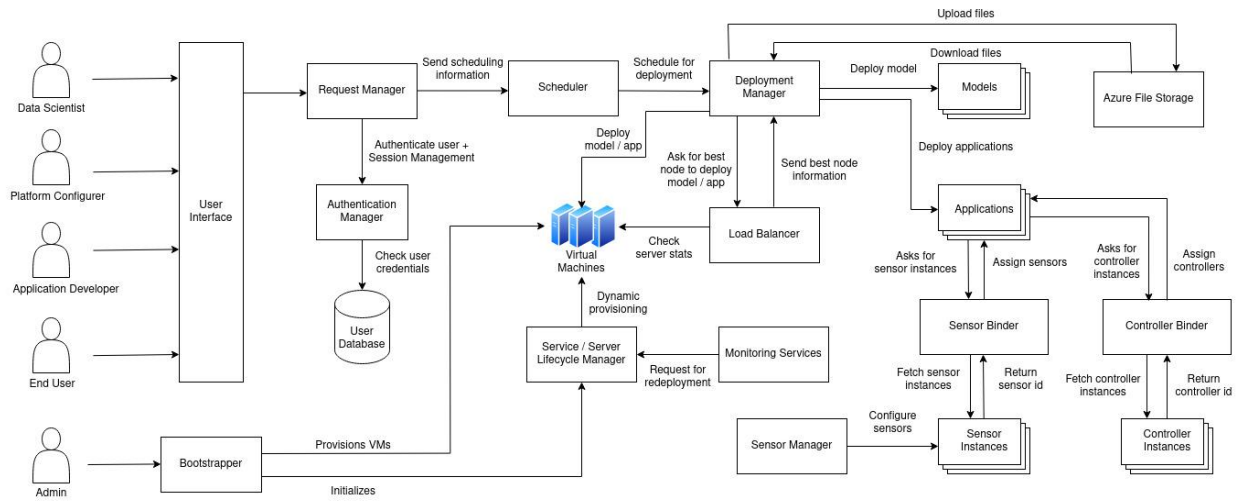 Upload files
Download files
Data Scientist
Platform Configurer
Application Developer
End User
Admin
User
Interface
Request Manager
Send scheduling
information
Scheduler
Schedule for
deployment
Deployment
Manager
Deploy model
Models
Azure File Storage
Authenticate user +
Session Management
Deploy
model / app
Ask for best
node to deploy
model / app
Send best node
information
Deploy applications
Authentication
Manager
Check user
credentials
User
Database
Virtual
Machines
Check
server stats
Load Balancer
Applications
Asks for
sensor instances
Assign sensors
Asks for
controller
instances
Assign
controllers
Dynamic
provisioning
Service / Server
Lifecycle Manager
Request for
redeployment
Monitoring Services
Sensor Binder
Controller Binder
Fetch sensor
instances
Return
sensor id
Fetch controller
instances
Return
controller id
Sensor Manager
Configure
sensors
Sensor
Instances
Controller
Instances
Bootstrapper
Provisions VMs
Initializes